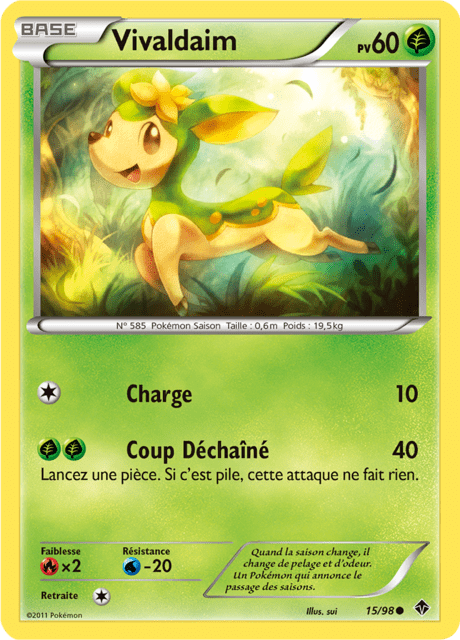 BASE
Vivaldaim
PV60
N° 585 Pokémon Saison Taille : 0,6m Poids : 19,5kg
Charge 10
Coup Déchaîné 40
Lancez une pièce. Si c'est pile, cette attaque ne fait rien.
Faiblesse
×2
Résistance
-20
Retraite
Quand la saison change, il
change de pelage et d'odeur.
Un Pokémon qui annonce le
passage des saisons.
©2011 Pokémon
Illus. sui
15/98